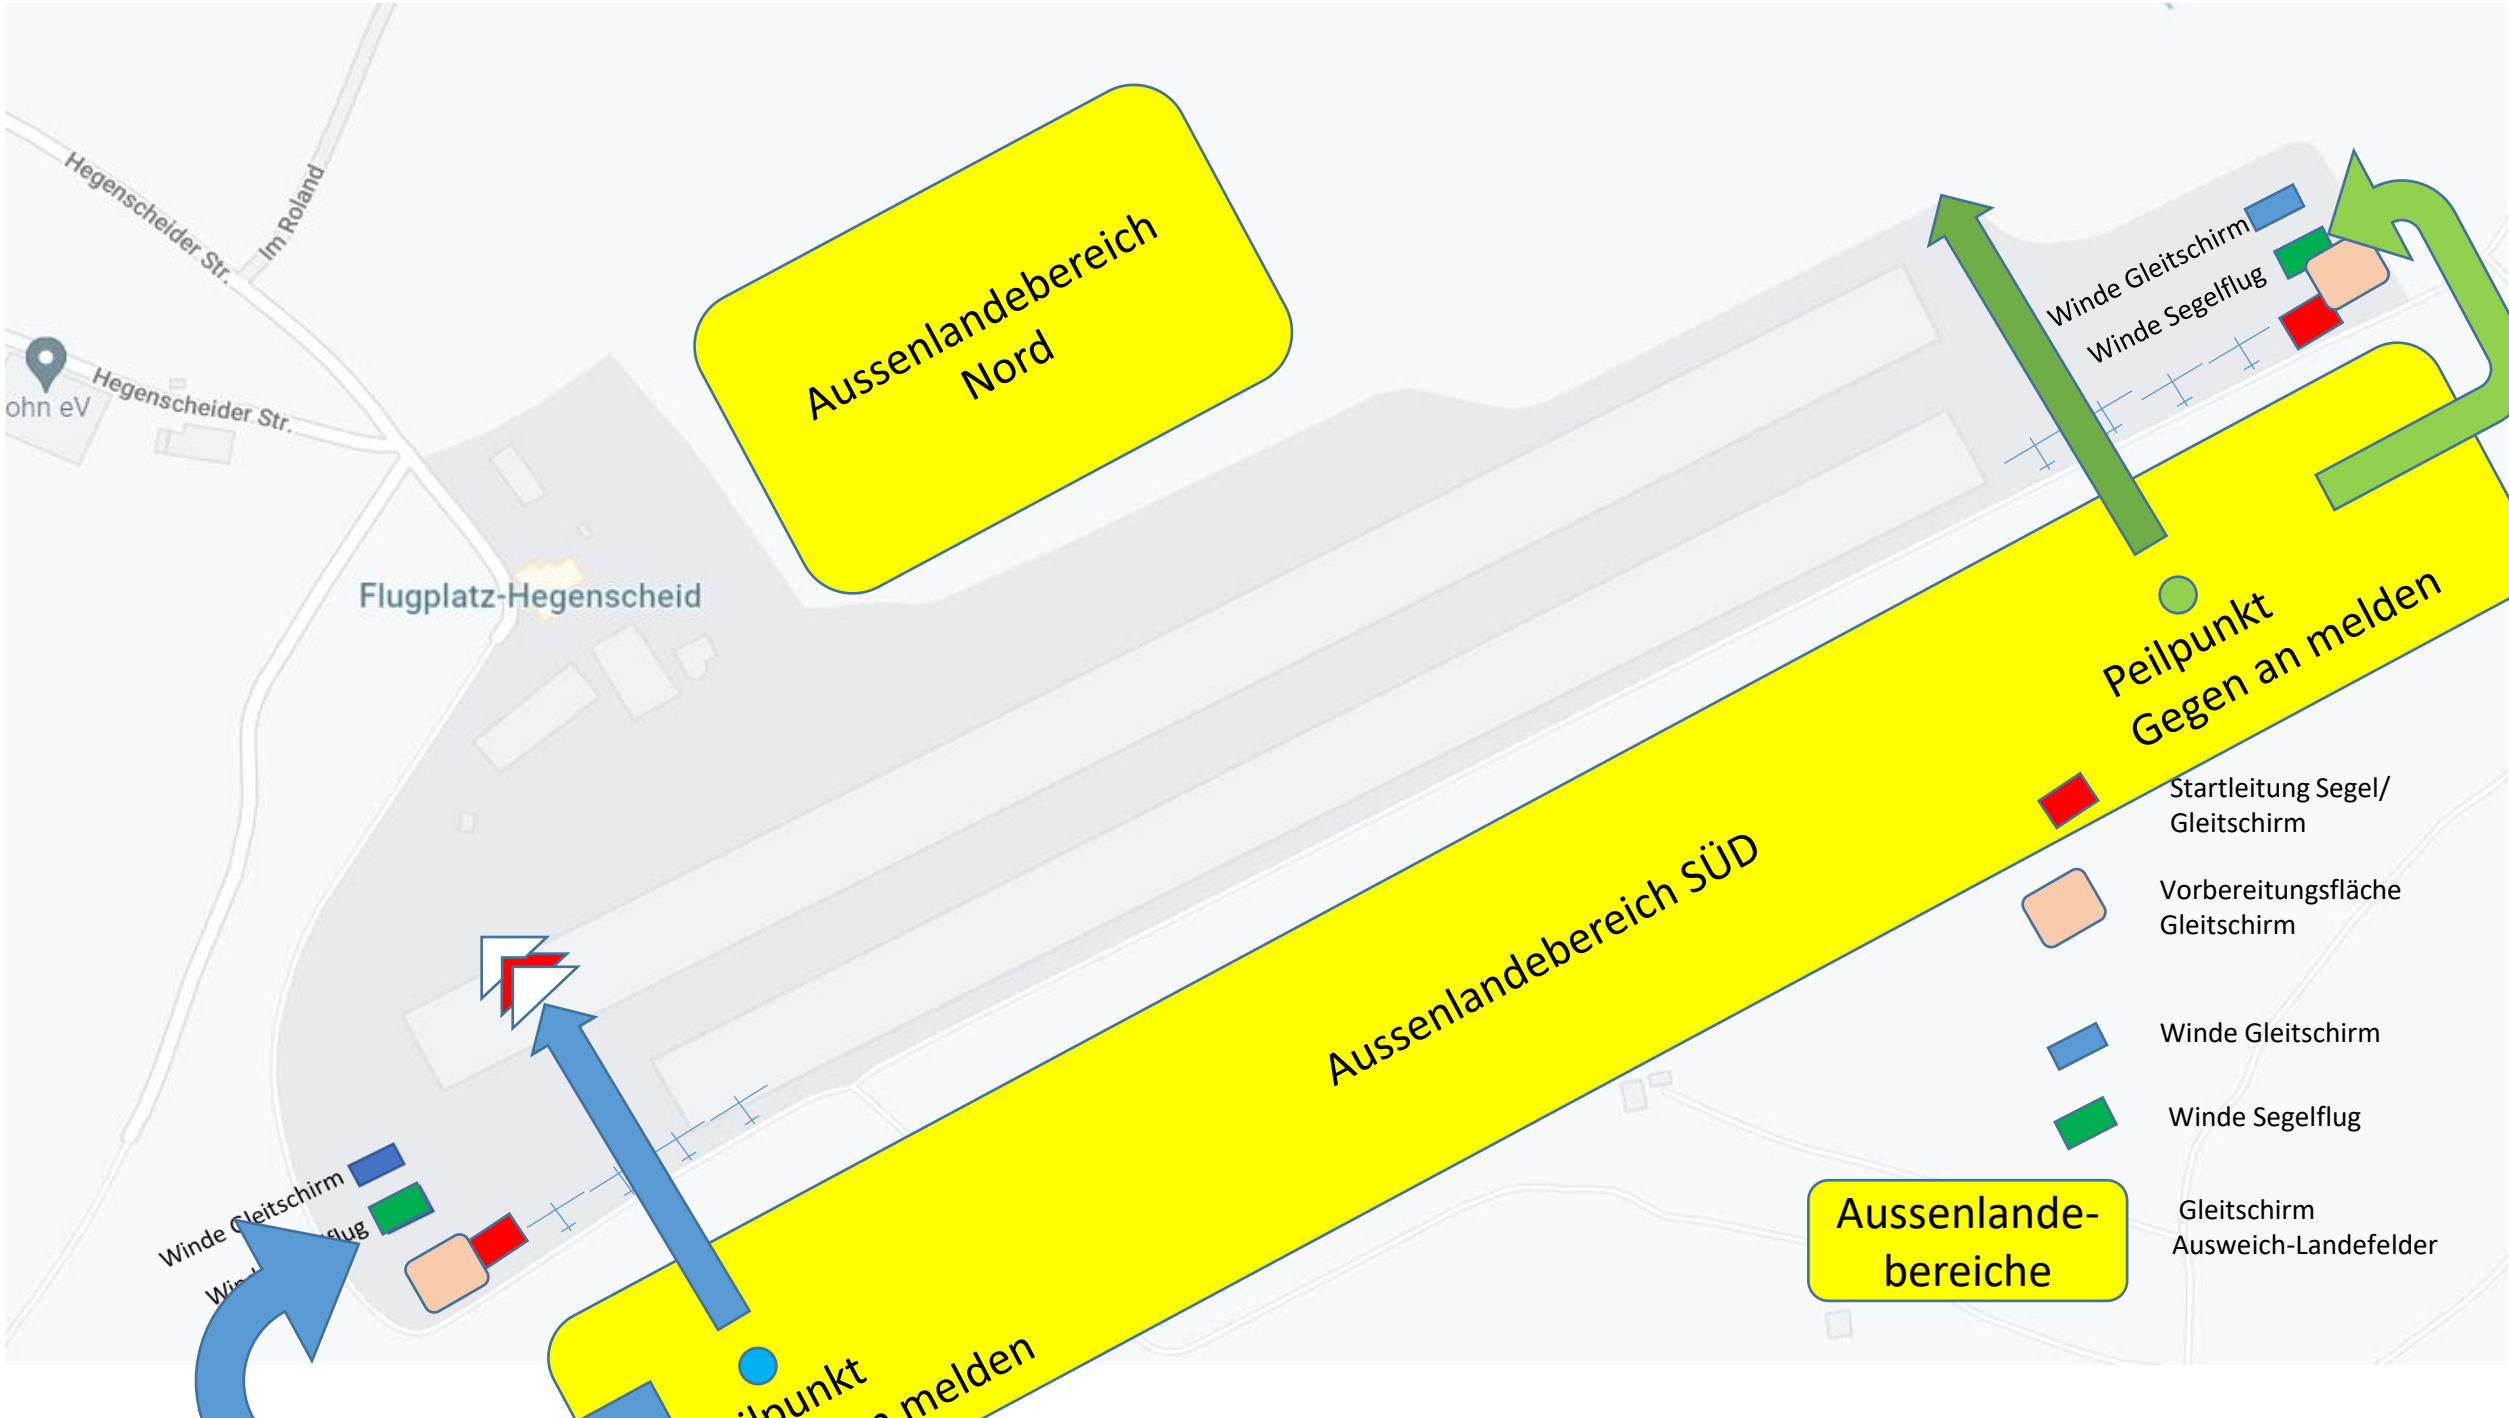 Hegenscheider Str.
Im Roland
Hegenscheider Str.
ohn eV
Flugplatz-Hegenscheid
Aussenlandebereich
Nord
Winde Gleitschirm
Winde Segelflug
Peilpunkt
Gegen an melden
Aussenlandebereich SÜD
Startleitung Segel/
Gleitschirm
Vorbereitungsfläche
Gleitschirm
Winde Gleitschirm
Winde Segelflug
Aussenlande-
bereiche
Gleitschirm
Ausweich-Landefelder
Winde Gleitschirm
melden